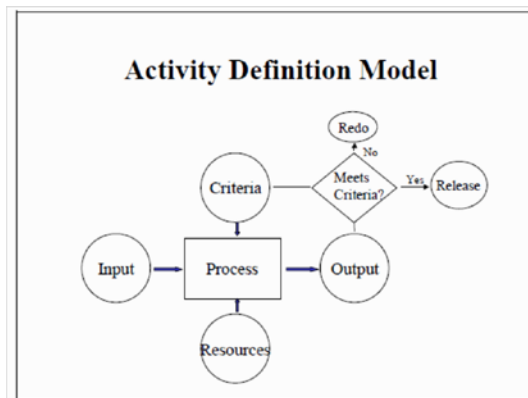 Activity Definition Model
Redo
No
Criteria
Meets
Criteria?
Yes
Release
Input
Process
Output
Resources